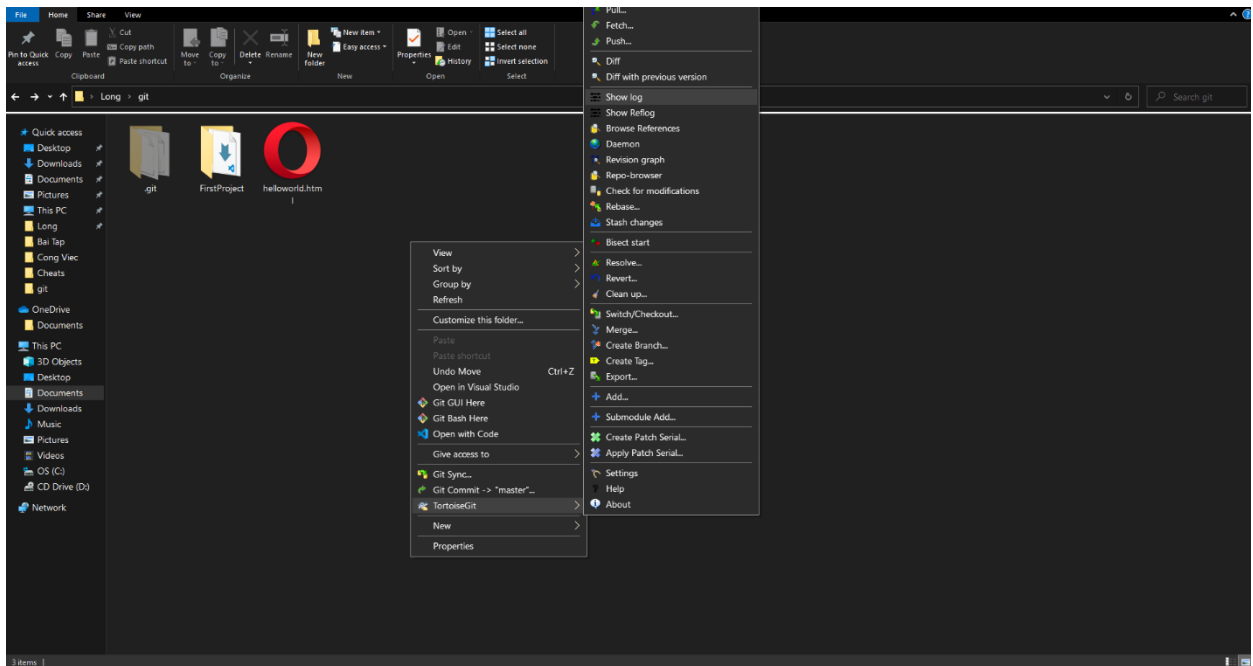 File Home Share View
Pin to Quick access
Copy
Paste
Cut
Copy path
Paste shortcut
Clipboard
Move to
Copy to
Delete
Rename
Organize
New folder
New item
Easy access
New
Properties
Open
Edit
History
Open
Select all
Select none
Invert selection
Select
Long > git
Search git
Quick access
Desktop
Downloads
Documents
Pictures
This PC
Long
Bai Tap
Cong Viec
Cheats
git
OneDrive
Documents
This PC
3D Objects
Desktop
Documents
Downloads
Music
Pictures
Videos
OS (C:)
CD Drive (D:)
Network
.git
FirstProject
helloworld.htm
l
View
Sort by
Group by
Refresh
Customize this folder...
Paste
Paste shortcut
Undo Move Ctrl+Z
Open in Visual Studio
Git GUI Here
Git Bash Here
Open with Code
Give access to
Git Sync...
Git Commit -> "master"...
TortoiseGit
New
Properties
Pull...
Fetch...
Push...
Diff
Diff with previous version
Show log
Show Reflog
Browse References
Daemon
Revision graph
Repo-browser
Check for modifications
Rebase...
Stash changes
Bisect start
Resolve...
Revert...
Clean up...
Switch/Checkout...
Merge...
Create Branch...
Create Tag...
Export...
Add...
Submodule Add...
Create Patch Serial...
Apply Patch Serial...
Settings
Help
About
3 items